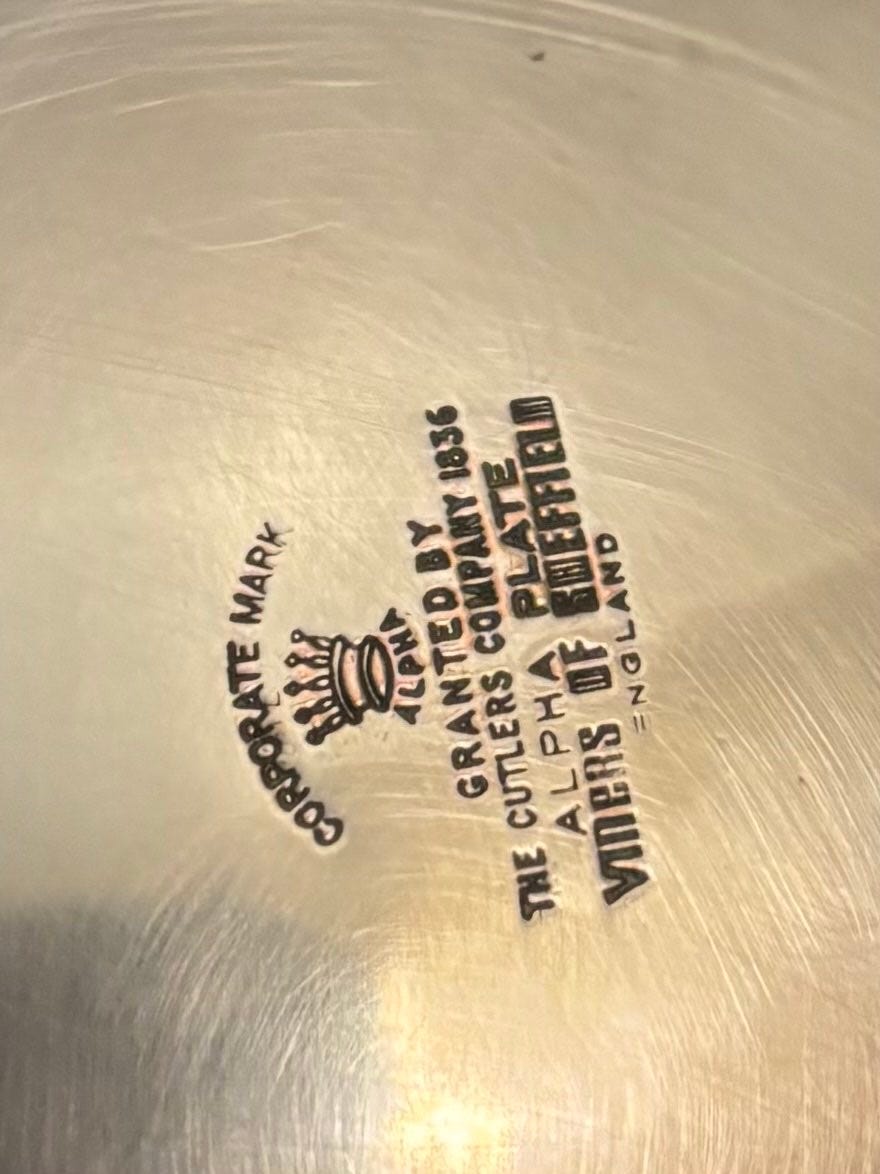 CORPORATE MARK
ALPHA
GRANTED BY
THE CUTLERS COMPANY 1836
ALPHA PLATE
VINERS OF SHEFFIELD
ENGLAND